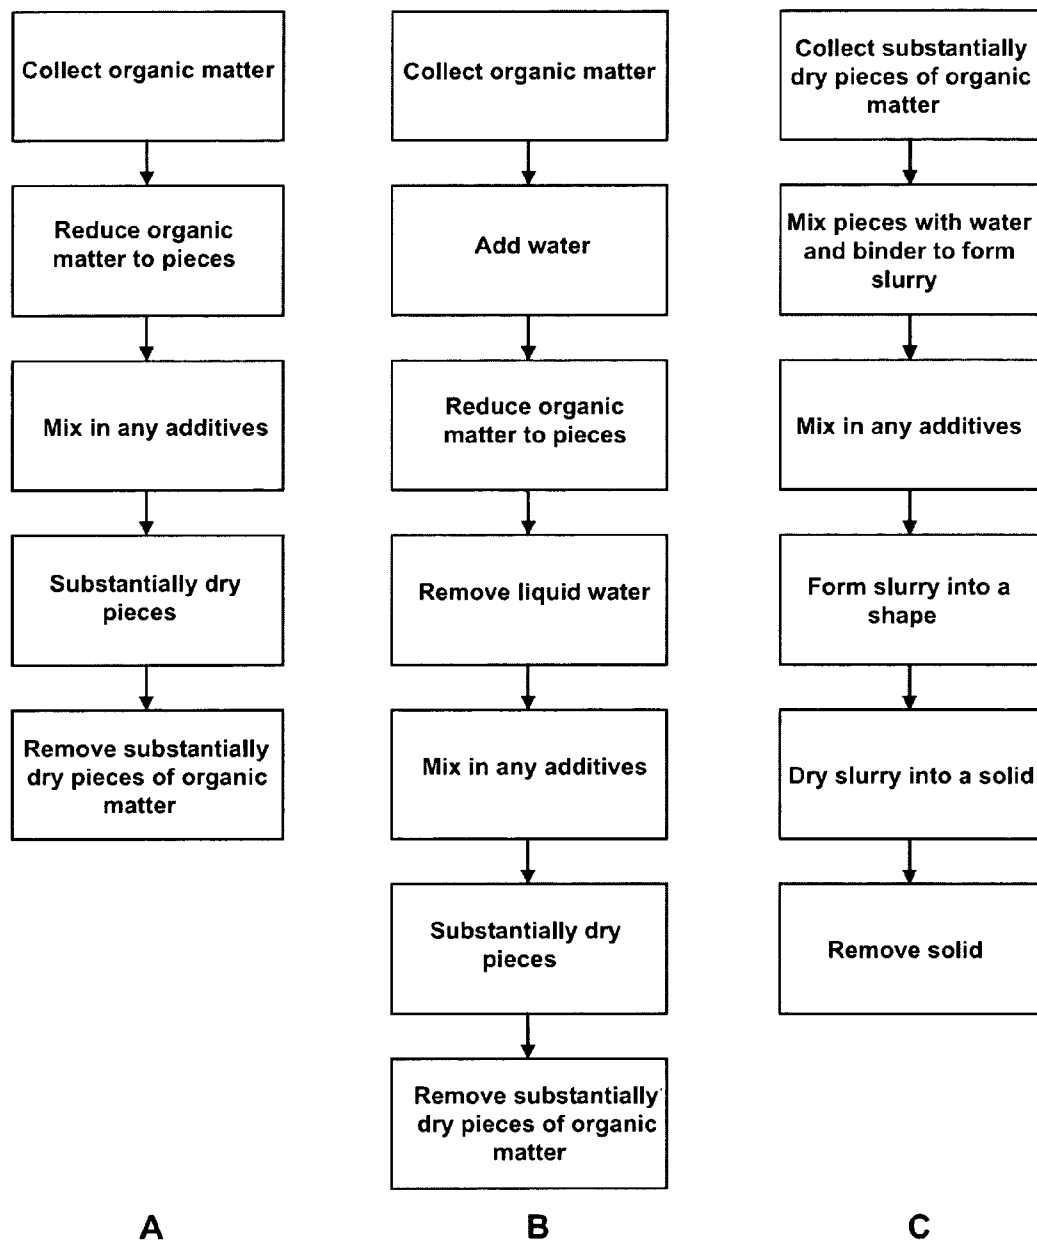 Collect organic matter
Reduce organic
matter to pieces
Mix in any additives
Substantially dry
pieces
Remove substantially
dry pieces of organic
matter
A
Collect organic matter
Add water
Reduce organic
matter to pieces
Remove liquid water
Mix in any additives
Substantially dry
pieces
Remove substantially
dry pieces of organic
matter
B
Collect substantially
dry pieces of organic
matter
Mix pieces with water
and binder to form
slurry
Mix in any additives
Form slurry into a
shape
Dry slurry into a solid
Remove solid
C